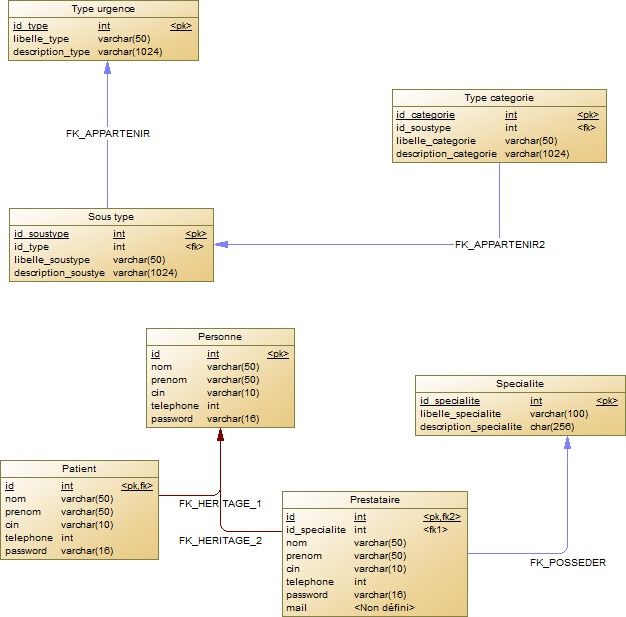 Type urgence
id_type int <pk>
libelle_type varchar(50)
description_type varchar(1024)
FK_APPARTENIR
Type categorie
id_categorie int <pk>
id_soustype int <fk>
libelle_categorie varchar(50)
description_categorie varchar(1024)
Sous type
id_soustype int <pk>
id_type int <fk>
libelle_soustype varchar(50)
description_soustye varchar(1024)
FK_APPARTENIR2
Personne
id int <pk>
nom varchar(50)
prenom varchar(50)
cin varchar(10)
telephone int
password varchar(16)
Specialite
id_specialite int <pk>
libelle_specialite varchar(100)
description_specialite char(256)
Patient
id int <pk,fk>
nom varchar(50)
prenom varchar(50)
cin varchar(10)
telephone int
password varchar(16)
FK_HERITAGE_1
FK_HERITAGE_2
Prestataire
id int <pk,fk2>
id_specialite int <fk1>
nom varchar(50)
prenom varchar(50)
cin varchar(10)
telephone int
password varchar(16)
mail <Non défini>
FK_POSSEDER